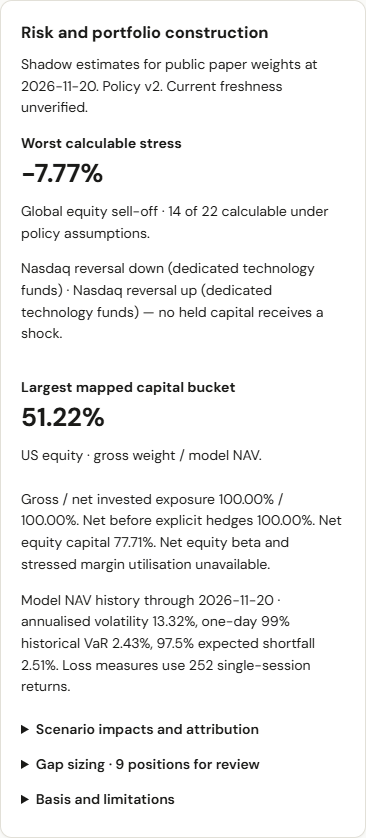 Risk and portfolio construction
Shadow estimates for public paper weights at
2026-11-20. Policy v2. Current freshness
unverified.
Worst calculable stress
-7.77%
Global equity sell-off · 14 of 22 calculable under
policy assumptions.
Nasdaq reversal down (dedicated technology
funds) · Nasdaq reversal up (dedicated
technology funds) — no held capital receives a
shock.
Largest mapped capital bucket
51.22%
US equity · gross weight / model NAV.
Gross / net invested exposure 100.00% /
100.00%. Net before explicit hedges 100.00%. Net
equity capital 77.71%. Net equity beta and
stressed margin utilisation unavailable.
Model NAV history through 2026-11-20 ·
annualised volatility 13.32%, one-day 99%
historical VaR 2.43%, 97.5% expected shortfall
2.51%. Loss measures use 252 single-session
returns.
▶ Scenario impacts and attribution
▶ Gap sizing · 9 positions for review
▶ Basis and limitations